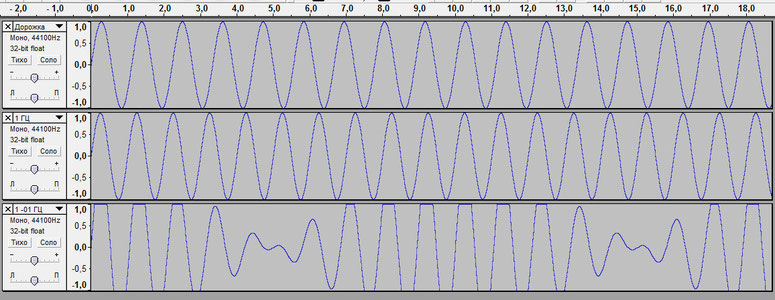 - 2,0 - 1,0 0,0 1,0 2,0 3,0 4,0 5,0 6,0 7,0 8,0 9,0 10,0 11,0 12,0 13,0 14,0 15,0 16,0 17,0 18,0
Дорожка
Моно, 44100Hz
32-bit float
Тихо Соло
- +
Л П
1,0
0,5
0,0
-0,5
-1,0
1 ГЦ
Моно, 44100Hz
32-bit float
Тихо Соло
- +
Л П
1,0
0,5
0,0
-0,5
-1,0
1 -01 ГЦ
Моно, 44100Hz
32-bit float
Тихо Соло
- +
Л П
1,0
0,5
0,0
-0,5
-1,0